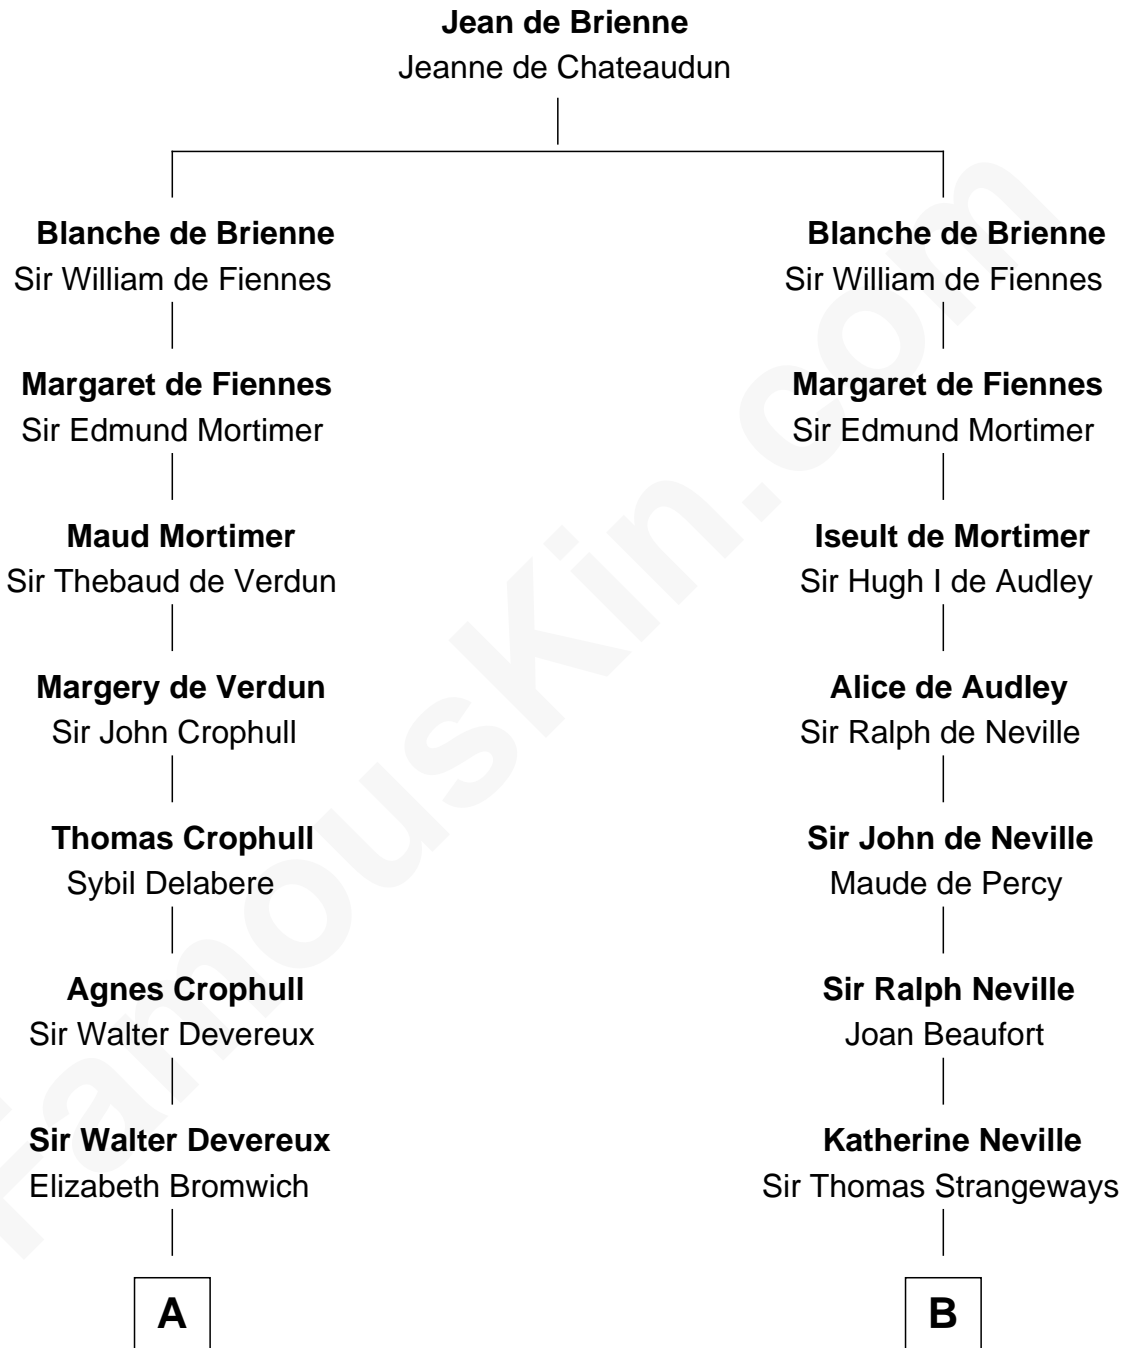 Jean de Brienne
Jeanne de Chateaudun
Blanche de Brienne
Sir William de Fiennes
Margaret de Fiennes
Sir Edmund Mortimer
Maud Mortimer
Sir Thebaud de Verdun
Margery de Verdun
Sir John Crophull
Thomas Crophull
Sybil Delabere
Agnes Crophull
Sir Walter Devereux
Sir Walter Devereux
Elizabeth Bromwich
A
Blanche de Brienne
Sir William de Fiennes
Margaret de Fiennes
Sir Edmund Mortimer
Iseult de Mortimer
Sir Hugh I de Audley
Alice de Audley
Sir Ralph de Neville
Sir John de Neville
Maude de Percy
Sir Ralph Neville
Joan Beaufort
Katherine Neville
Sir Thomas Strangeways
B
FamousKin.com